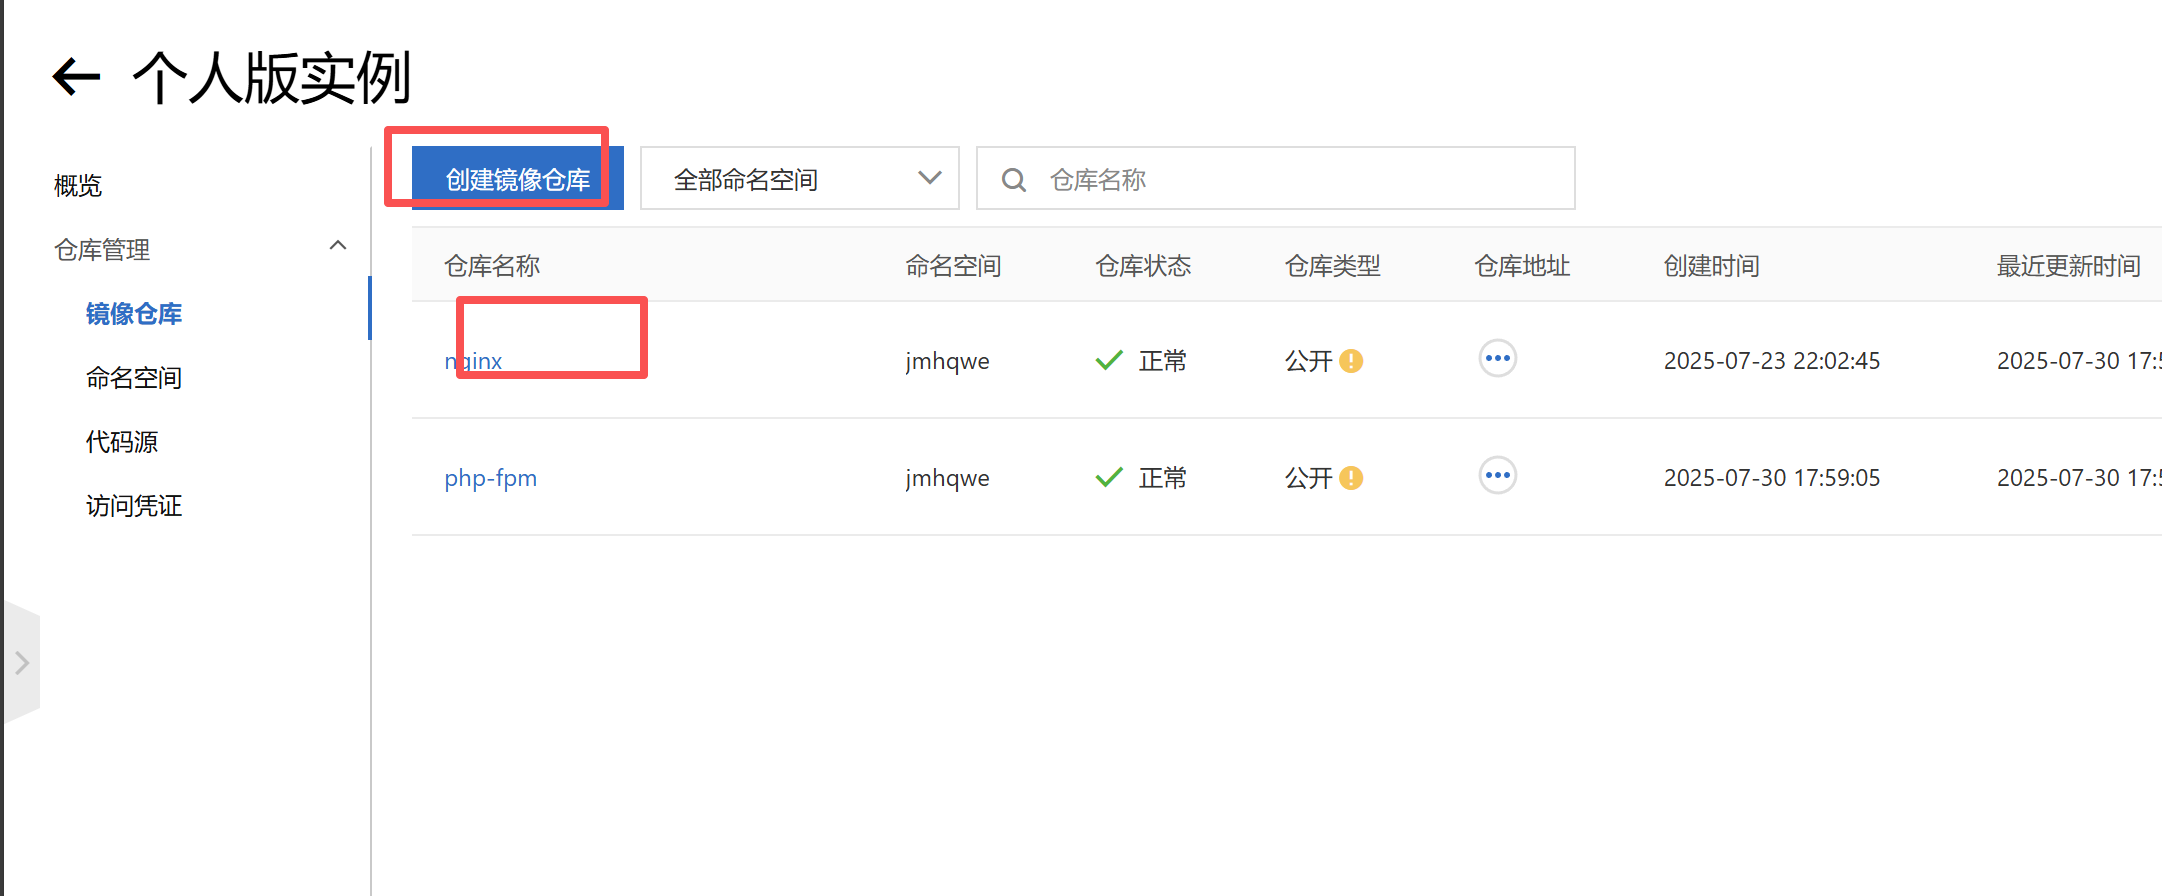 个人版实例
概览
仓库管理
镜像仓库
命名空间
代码源
访问凭证
创建镜像仓库 全部命名空间 仓库名称
仓库名称 命名空间 仓库状态 仓库类型 仓库地址 创建时间 最近更新时间
nginx jmhqwe 正常 公开 2025-07-23 22:02:45 2025-07-30 17:5
php-fpm jmhqwe 正常 公开 2025-07-30 17:59:05 2025-07-30 17:5